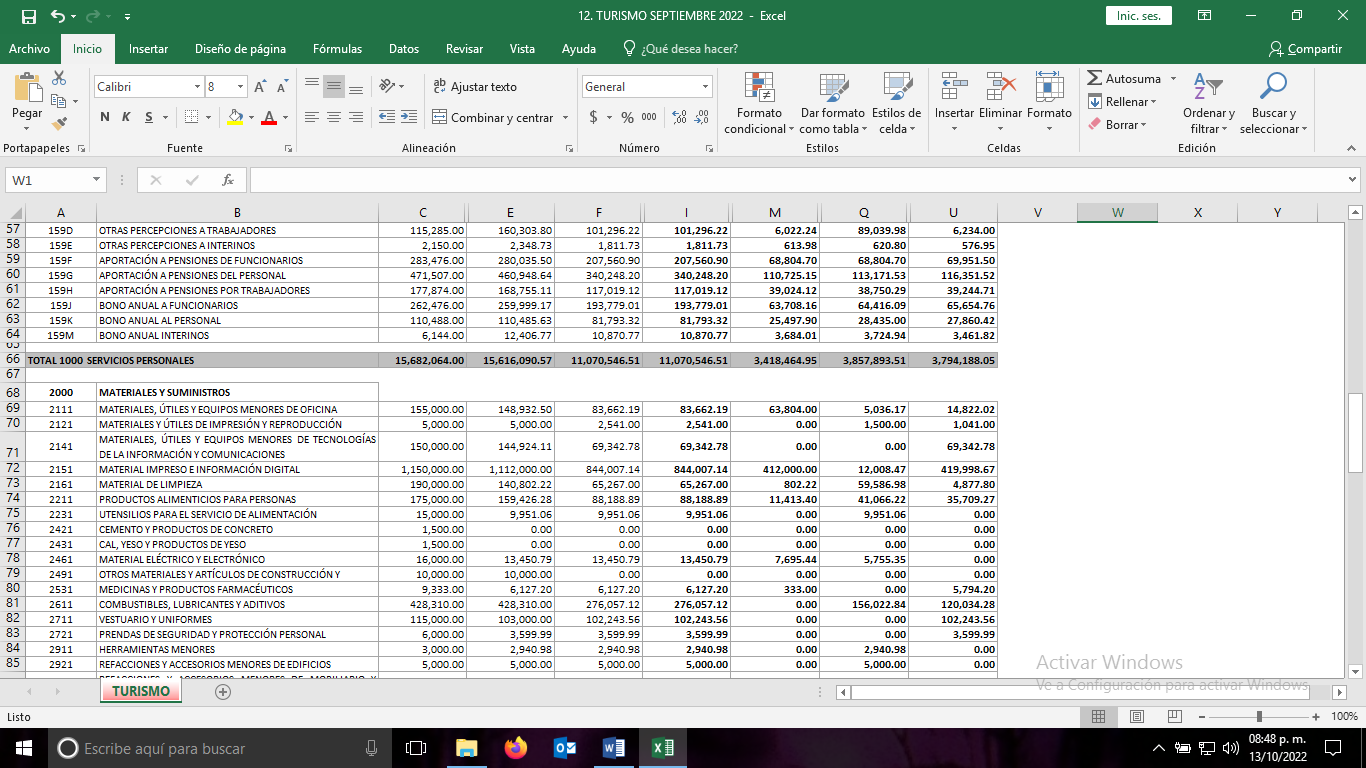 12. TURISMO SEPTIEMBRE 2022 - Excel
Inic. ses.
Archivo Inicio Insertar Diseño de página Fórmulas Datos Revisar Vista Ayuda ¿Qué desea hacer? Compartir
Pegar
Calibri 8
N K S
Ajustar texto
Combinar y centrar
General
$ % 000
Formato condicional
Dar formato como tabla
Estilos de celda
Insertar Eliminar Formato
Autosuma
Rellenar
Borrar
Ordenar y filtrar
Buscar y seleccionar
Portapapeles Fuente Alineación Número Estilos Celdas Edición
W1 fx
A B C E F I M Q U V W X Y
57 159D OTRAS PERCEPCIONES A TRABAJADORES 115,285.00 160,303.80 101,296.22 101,296.22 6,022.24 89,039.98 6,234.00
58 159E OTRAS PERCEPCIONES A INTERINOS 2,150.00 2,348.73 1,811.73 1,811.73 613.98 620.80 576.95
59 159F APORTACIÓN A PENSIONES DE FUNCIONARIOS 283,476.00 280,035.50 207,560.90 207,560.90 68,804.70 68,804.70 69,951.50
60 159G APORTACIÓN A PENSIONES DEL PERSONAL 471,507.00 460,948.64 340,248.20 340,248.20 110,725.15 113,171.53 116,351.52
61 159H APORTACIÓN A PENSIONES POR TRABAJADORES 177,874.00 168,755.11 117,019.12 117,019.12 39,024.12 38,750.29 39,244.71
62 159J BONO ANUAL A FUNCIONARIOS 262,476.00 259,999.17 193,779.01 193,779.01 63,708.16 64,416.09 65,654.76
63 159K BONO ANUAL AL PERSONAL 110,488.00 110,485.63 81,793.32 81,793.32 25,497.90 28,435.00 27,860.42
64 159M BONO ANUAL INTERINOS 6,144.00 12,406.77 10,870.77 10,870.77 3,684.01 3,724.94 3,461.82
65
66 TOTAL 1000 SERVICIOS PERSONALES 15,682,064.00 15,616,090.57 11,070,546.51 11,070,546.51 3,418,464.95 3,857,893.51 3,794,188.05
67
68 2000 MATERIALES Y SUMINISTROS
69 2111 MATERIALES, ÚTILES Y EQUIPOS MENORES DE OFICINA 155,000.00 148,932.50 83,662.19 83,662.19 63,804.00 5,036.17 14,822.02
70 2121 MATERIALES Y ÚTILES DE IMPRESIÓN Y REPRODUCCIÓN 5,000.00 5,000.00 2,541.00 2,541.00 0.00 1,500.00 1,041.00
71 2141 MATERIALES, ÚTILES Y EQUIPOS MENORES DE TECNOLOGÍAS
DE LA INFORMACIÓN Y COMUNICACIONES 150,000.00 144,924.11 69,342.78 69,342.78 0.00 0.00 69,342.78
72 2151 MATERIAL IMPRESO E INFORMACIÓN DIGITAL 1,150,000.00 1,112,000.00 844,007.14 844,007.14 412,000.00 12,008.47 419,998.67
73 2161 MATERIAL DE LIMPIEZA 190,000.00 140,802.22 65,267.00 65,267.00 802.22 59,586.98 4,877.80
74 2211 PRODUCTOS ALIMENTICIOS PARA PERSONAS 175,000.00 159,426.28 88,188.89 88,188.89 11,413.40 41,066.22 35,709.27
75 2231 UTENSILIOS PARA EL SERVICIO DE ALIMENTACIÓN 15,000.00 9,951.06 9,951.06 9,951.06 0.00 9,951.06 0.00
76 2421 CEMENTO Y PRODUCTOS DE CONCRETO 1,500.00 0.00 0.00 0.00 0.00 0.00 0.00
77 2431 CAL, YESO Y PRODUCTOS DE YESO 1,500.00 0.00 0.00 0.00 0.00 0.00 0.00
78 2461 MATERIAL ELÉCTRICO Y ELECTRÓNICO 16,000.00 13,450.79 13,450.79 13,450.79 7,695.44 5,755.35 0.00
79 2491 OTROS MATERIALES Y ARTÍCULOS DE CONSTRUCCIÓN Y 10,000.00 10,000.00 0.00 0.00 0.00 0.00 0.00
80 2531 MEDICINAS Y PRODUCTOS FARMACÉUTICOS 9,333.00 6,127.20 6,127.20 6,127.20 333.00 0.00 5,794.20
81 2611 COMBUSTIBLES, LUBRICANTES Y ADITIVOS 428,310.00 428,310.00 276,057.12 276,057.12 0.00 156,022.84 120,034.28
82 2711 VESTUARIO Y UNIFORMES 115,000.00 103,000.00 102,243.56 102,243.56 0.00 0.00 102,243.56
83 2721 PRENDAS DE SEGURIDAD Y PROTECCIÓN PERSONAL 6,000.00 3,599.99 3,599.99 3,599.99 0.00 0.00 3,599.99
84 2911 HERRAMIENTAS MENORES 3,000.00 2,940.98 2,940.98 2,940.98 0.00 2,940.98 0.00
85 2921 REFACCIONES Y ACCESORIOS MENORES DE EDIFICIOS 5,000.00 5,000.00 5,000.00 5,000.00 0.00 5,000.00 0.00
REFACCIONES Y ACCESORIOS MENORES DE MOBILIARIO Y
Activar Windows
Ve a Configuración para activar Windows.
TURISMO
Listo 100%
Escribe aquí para buscar
08:48 p. m.
13/10/2022